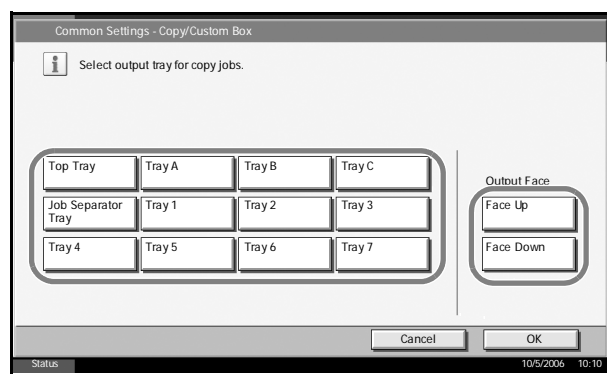 Common Settings - Copy/Custom Box
Select output tray for copy jobs.
Top Tray
Tray A
Tray B
Tray C
Output Face
Job Separator
Tray
Tray 1
Tray 2
Tray 3
Face Up
Tray 4
Tray 5
Tray 6
Tray 7
Face Down
Cancel
OK
Status
10/5/2006 10:10